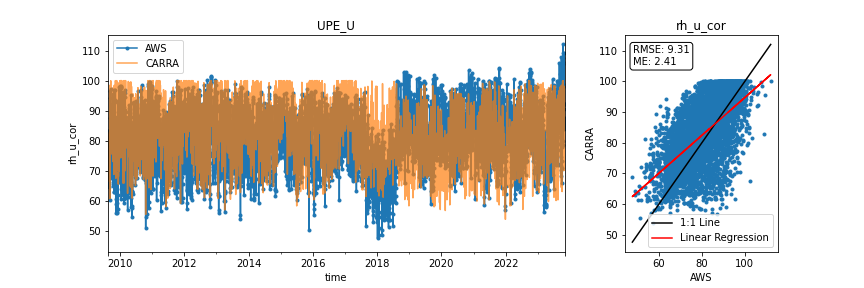 UPE_U
AWS
CARRA
rh_u_cor
110
100
90
80
70
60
50
2010
2012
2014
2016
2018
2020
2022
time
rh_u_cor
RMSE: 9.31
ME: 2.41
CARRA
110
100
90
80
70
60
50
1:1 Line
Linear Regression
60
80
100
AWS